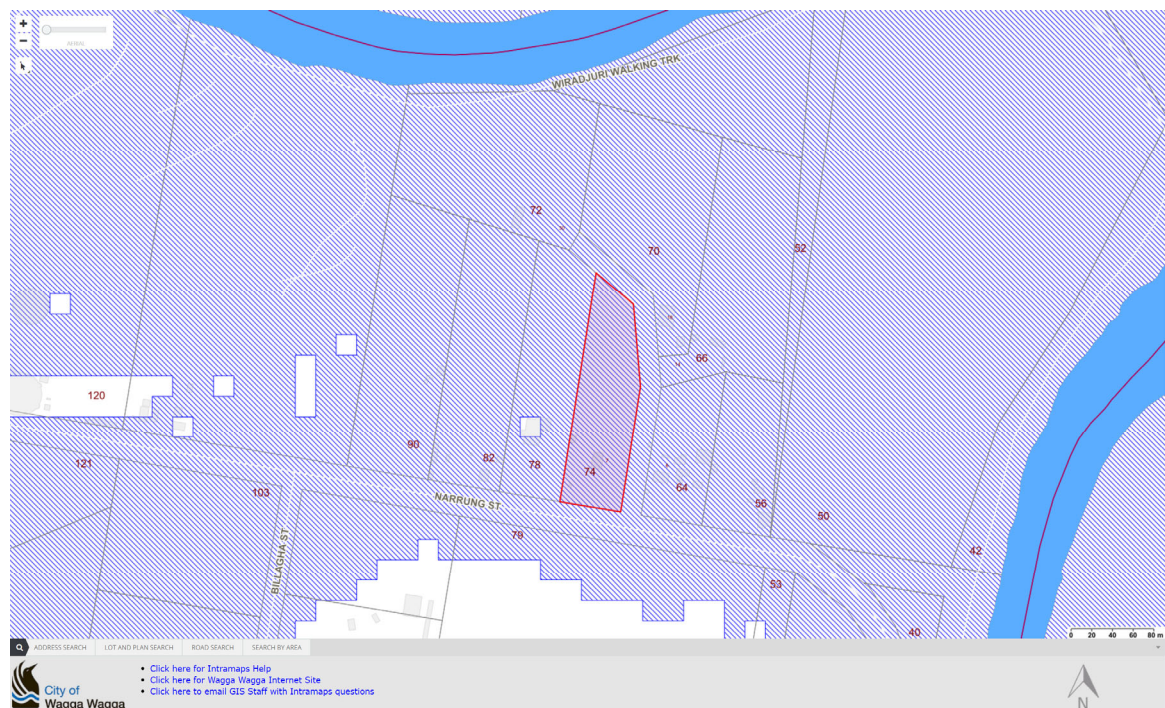 +
AERIAL
−
WIRADJURI WALKING TRK
72
70
52
66
120
90
82
78
74
64
56
50
121
103
NARRUNG ST
79
BILLAGHA ST
42
53
40
0 20 40 60 80 m
ADDRESS SEARCH LOT AND PLAN SEARCH ROAD SEARCH SEARCH BY AREA
City of
Wagga Wagga
• Click here for Intramaps Help
• Click here for Wagga Wagga Internet Site
• Click here to email GIS Staff with Intramaps questions
N